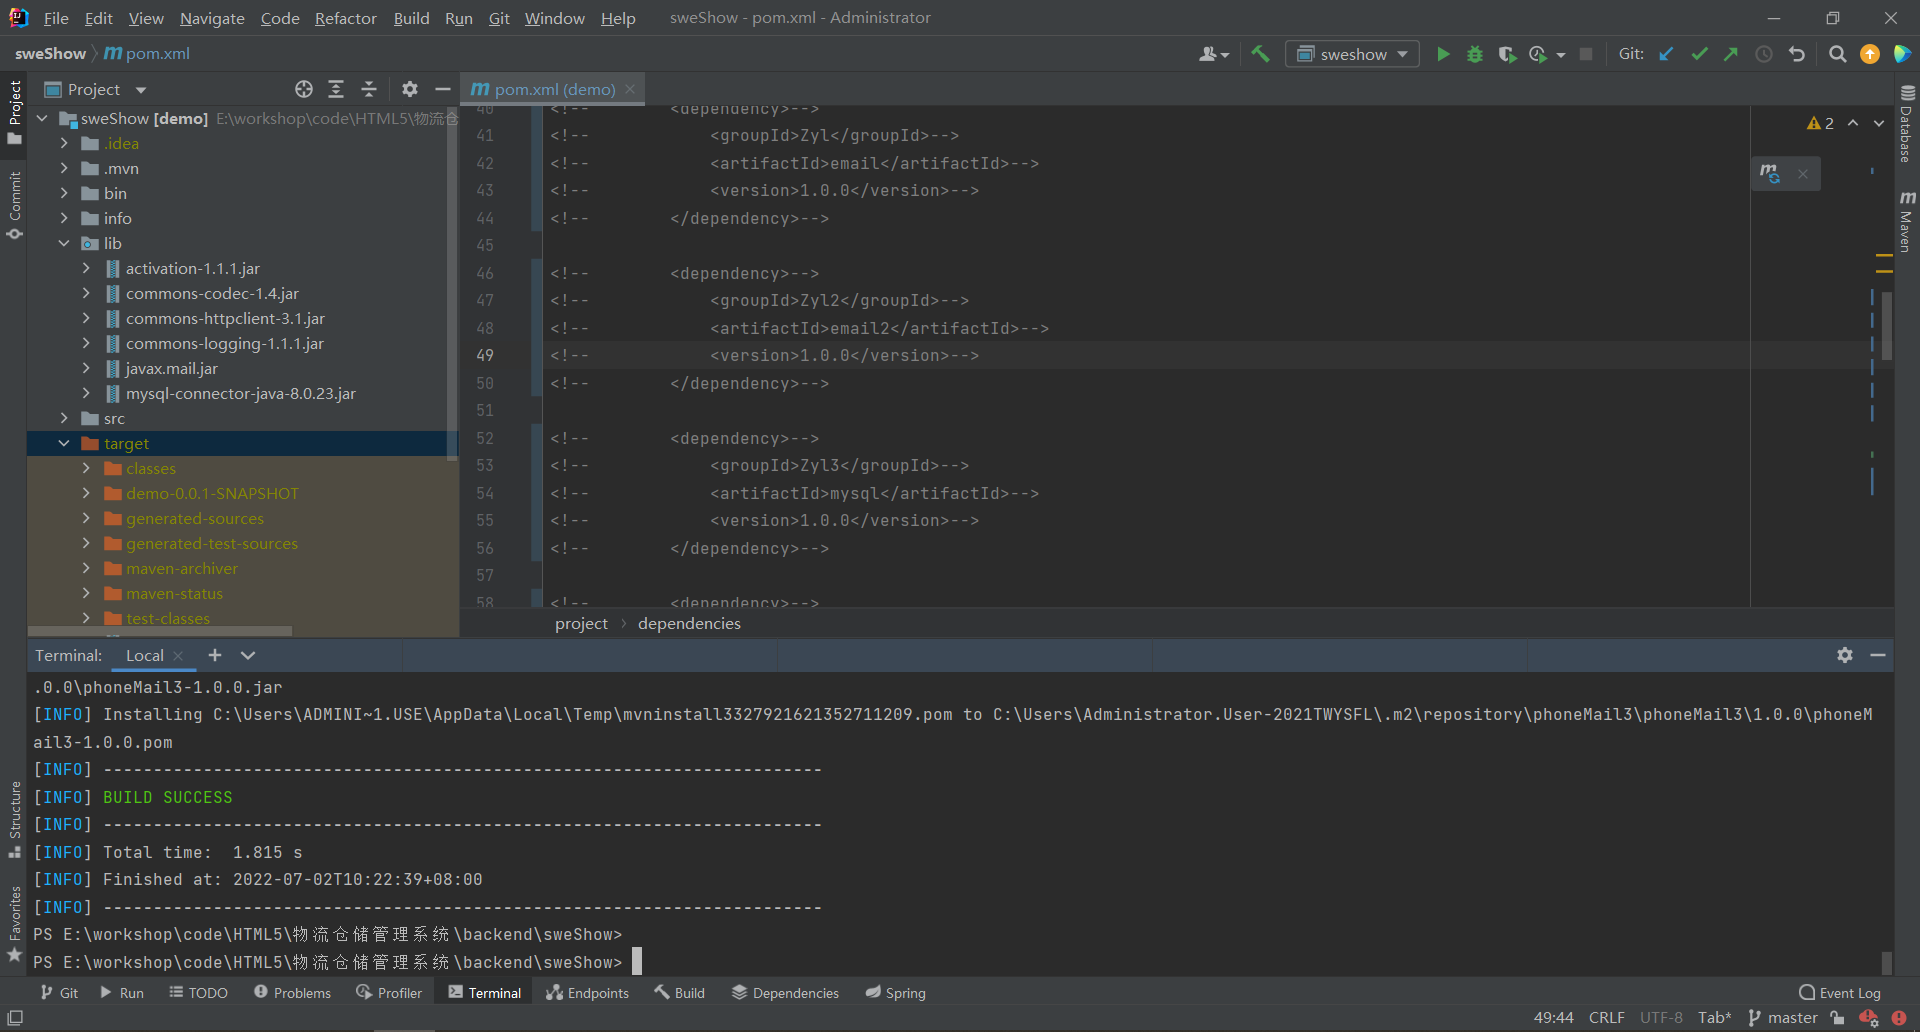 File Edit View Navigate Code Refactor Build Run Git Window Help sweShow - pom.xml - Administrator
sweShow pom.xml sweshow Git:
Project
Commit
Structure
Favorites
Project
sweShow [demo] E:\workshop\code\HTML5\物流仓
.idea
.mvn
bin
info
lib
activation-1.1.1.jar
commons-codec-1.4.jar
commons-httpclient-3.1.jar
commons-logging-1.1.1.jar
javax.mail.jar
mysql-connector-java-8.0.23.jar
src
target
classes
demo-0.0.1-SNAPSHOT
generated-sources
generated-test-sources
maven-archiver
maven-status
test-classes
pom.xml (demo)
40 <!-- <dependency>-->
41 <!-- <groupId>Zyl</groupId>-->
42 <!-- <artifactId>email</artifactId>-->
43 <!-- <version>1.0.0</version>-->
44 <!-- </dependency>-->
45
46 <!-- <dependency>-->
47 <!-- <groupId>Zyl2</groupId>-->
48 <!-- <artifactId>email2</artifactId>-->
49 <!-- <version>1.0.0</version>-->
50 <!-- </dependency>-->
51
52 <!-- <dependency>-->
53 <!-- <groupId>Zyl3</groupId>-->
54 <!-- <artifactId>mysql</artifactId>-->
55 <!-- <version>1.0.0</version>-->
56 <!-- </dependency>-->
57
58 <!-- <dependency>-->
2
Database
Maven
project dependencies
Terminal: Local
.0.0\phoneMail3-1.0.0.jar
[INFO] Installing C:\Users\ADMINI~1.USE\AppData\Local\Temp\mvninstall3327921621352711209.pom to C:\Users\Administrator.User-2021TWYSFL\.m2\repository\phoneMail3\phoneMail3\1.0.0\phoneM
ail3-1.0.0.pom
[INFO] ------------------------------------------------------------------------
[INFO] BUILD SUCCESS
[INFO] ------------------------------------------------------------------------
[INFO] Total time:  1.815 s
[INFO] Finished at: 2022-07-02T10:22:39+08:00
[INFO] ------------------------------------------------------------------------
PS E:\workshop\code\HTML5\物流仓储管理系统\backend\sweShow>
PS E:\workshop\code\HTML5\物流仓储管理系统\backend\sweShow>
Git Run TODO Problems Profiler Terminal Endpoints Build Dependencies Spring Event Log
49:44 CRLF UTF-8 Tab* master